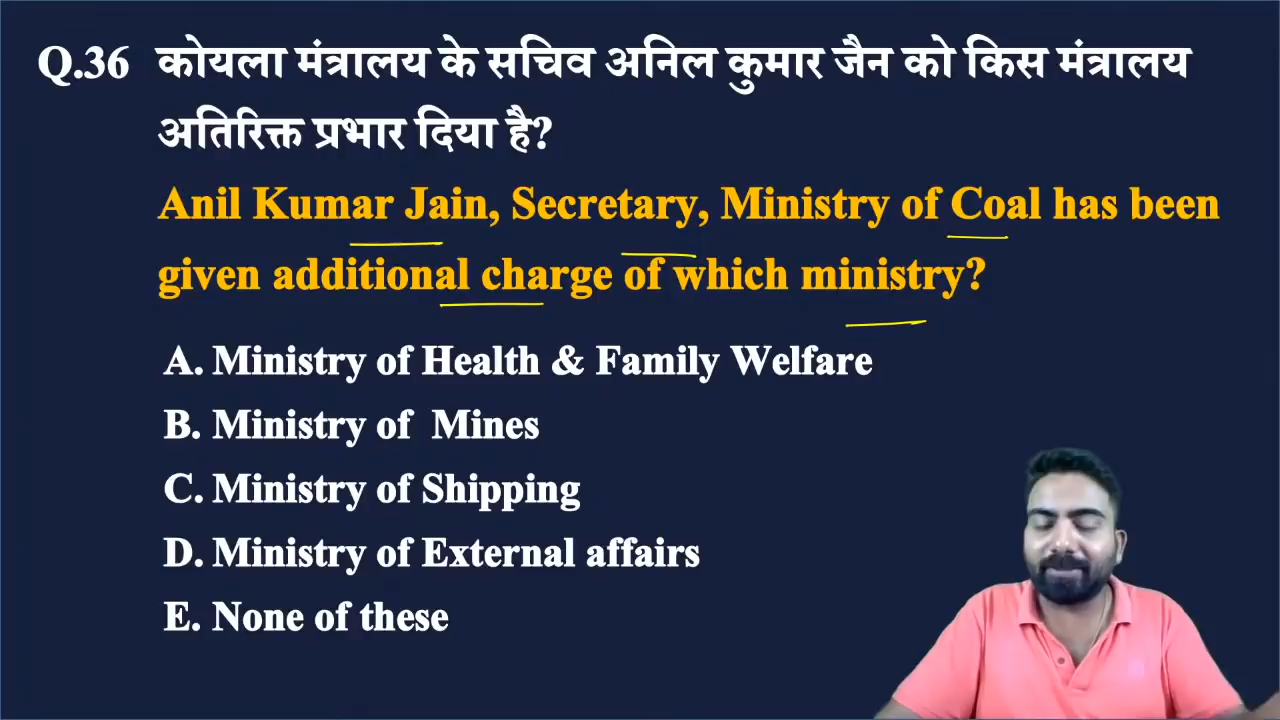 Q.36 कोयला मंत्रालय के सचिव अनिल कुमार जैन को किस मंत्रालय
अतिरिक्त प्रभार दिया है?
Anil Kumar Jain, Secretary, Ministry of Coal has been
given additional charge of which ministry?
A. Ministry of Health & Family Welfare
B. Ministry of Mines
C. Ministry of Shipping
D. Ministry of External affairs
E. None of these